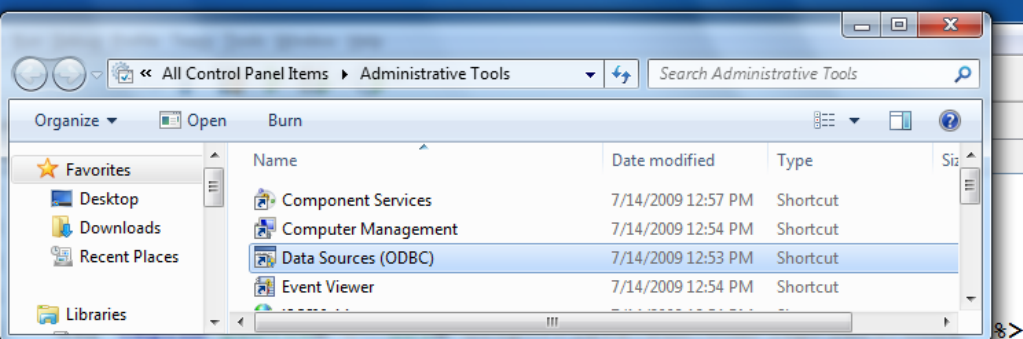 « All Control Panel Items Administrative Tools Search Administrative Tools
Organize Open Burn
Favorites
Desktop
Downloads
Recent Places
Libraries
Name Date modified Type
Component Services 7/14/2009 12:57 PM Shortcut
Computer Management 7/14/2009 12:54 PM Shortcut
Data Sources (ODBC) 7/14/2009 12:53 PM Shortcut
Event Viewer 7/14/2009 12:54 PM Shortcut
%>